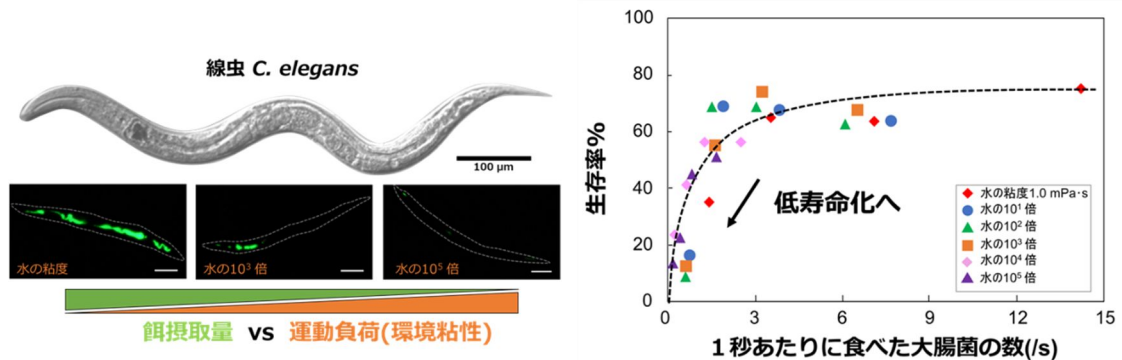 線虫 C. elegans
100 μm
水の粘度
水の10³ 倍
水の10⁵ 倍
餌摂取量 vs 運動負荷(環境粘性)
生存率%
100
80
60
40
20
0
0
3
6
9
12
15
低寿命化へ
水の粘度1.0 mPa･s
水の10¹ 倍
水の10² 倍
水の10³ 倍
水の10⁴ 倍
水の10⁵ 倍
１秒あたりに食べた大腸菌の数(/s)